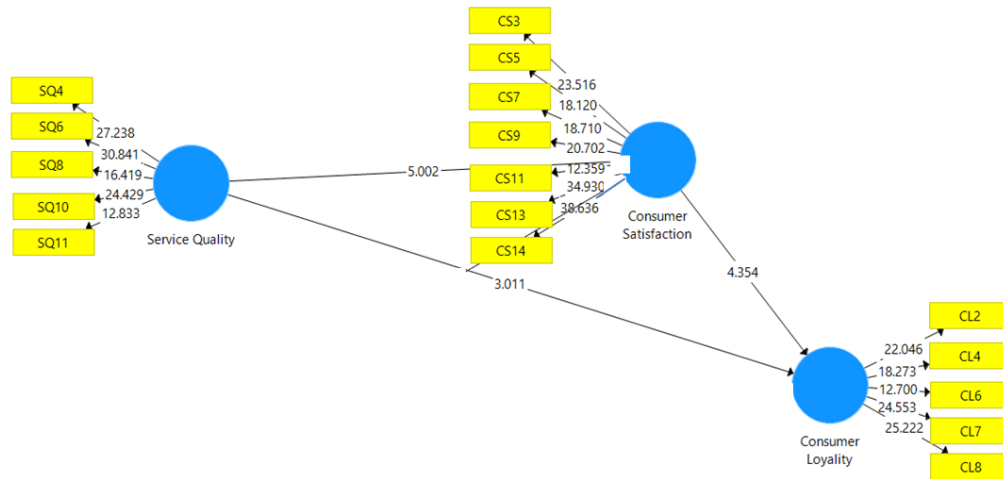 CS3
CS5
CS7
CS9
CS11
CS13
CS14
23.516
18.120
18.710
20.702
12.359
34.930
38.636
Consumer
Satisfaction
SQ4
SQ6
SQ8
SQ10
SQ11
27.238
30.841
16.419
24.429
12.833
Service Quality
5.002
3.011
4.354
Consumer
Loyality
22.046
18.273
12.700
24.553
25.222
CL2
CL4
CL6
CL7
CL8